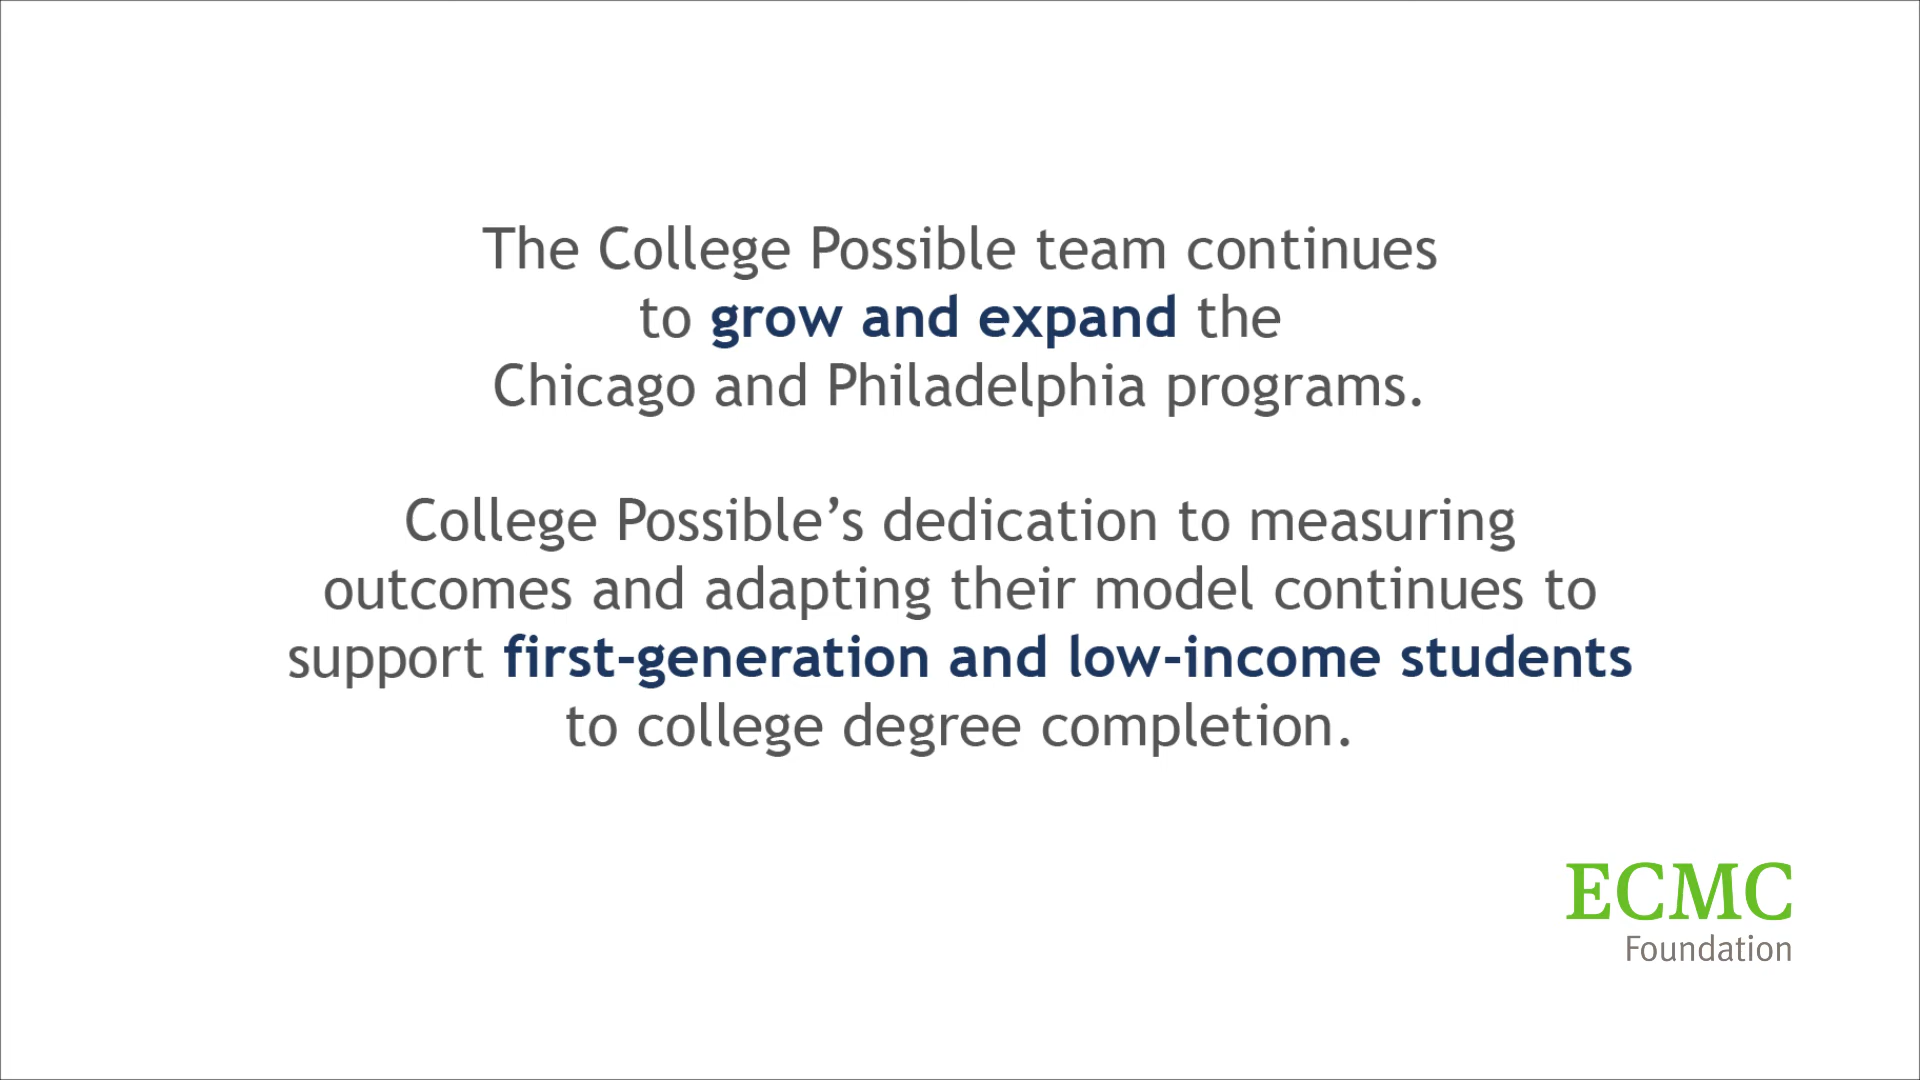 The College Possible team continues
to grow and expand the
Chicago and Philadelphia programs.
College Possible’s dedication to measuring
outcomes and adapting their model continues to
support first-generation and low-income students
to college degree completion.
ECMC
Foundation